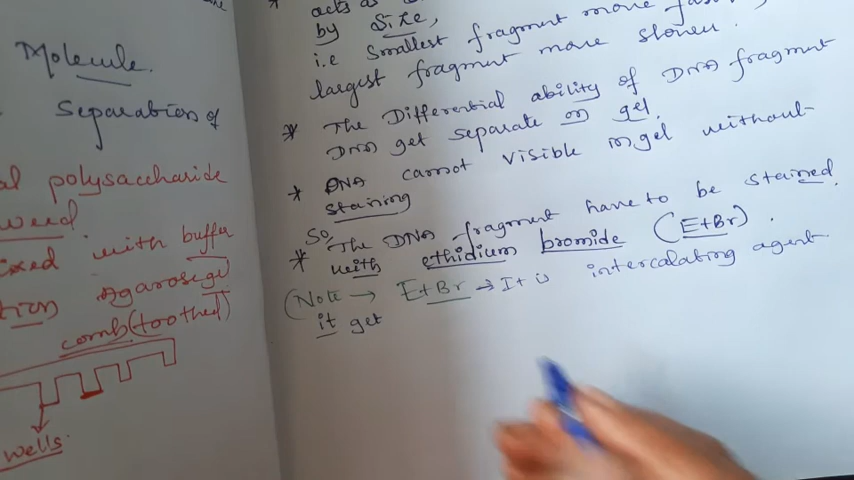 Molecule.
Separation of
al polysaccharide
weed
ixed with buffer
tion agarose gel
comb (toothed)
wells.
* acts as
by Size,
i.e Smallest fragment move
largest fragment move slower.
* The Differential ability of DNA fragment
DNA get separate on gel.
* DNA cannot visible in gel without
staining
* So, The DNA fragment have to be stained
with ethidium bromide (EtBr).
(Note → EtBr → It is intercalating agent
it get